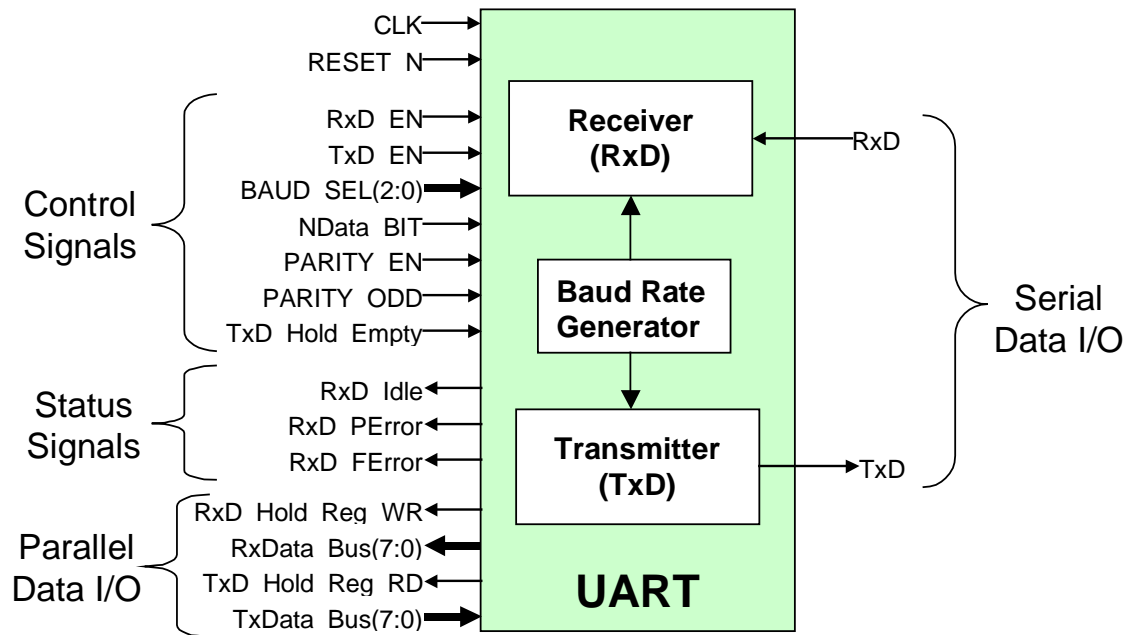 CLK
RESET N
Control
Signals
RxD EN
TxD EN
BAUD SEL(2:0)
NData BIT
PARITY EN
PARITY ODD
TxD Hold Empty
Status
Signals
RxD Idle
RxD PError
RxD FError
Parallel
Data I/O
RxD Hold Reg WR
RxData Bus(7:0)
TxD Hold Reg RD
TxData Bus(7:0)
Receiver
(RxD)
Baud Rate
Generator
Transmitter
(TxD)
UART
RxD
Serial
Data I/O
TxD